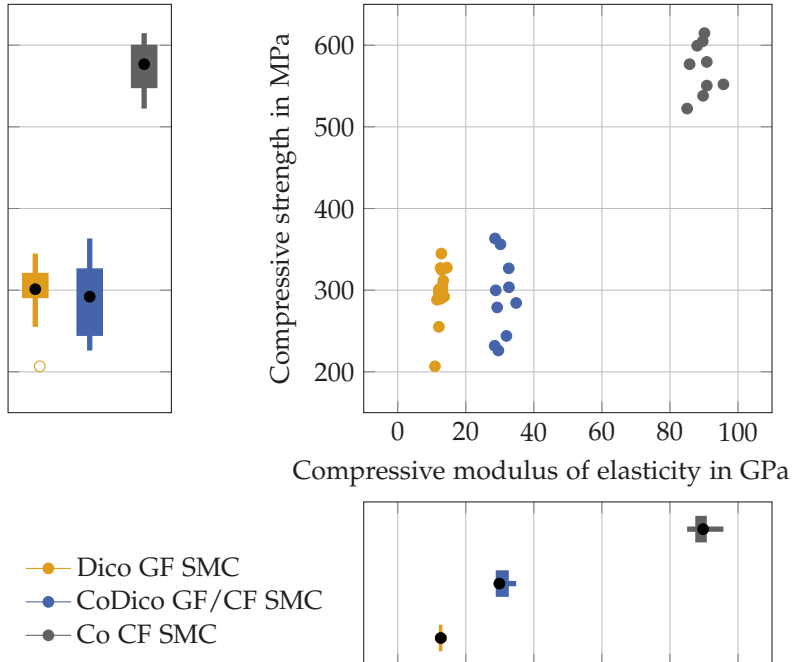 Compressive strength in MPa
600
500
400
300
200
0 20 40 60 80 100
Compressive modulus of elasticity in GPa
Dico GF SMC
CoDico GF/CF SMC
Co CF SMC